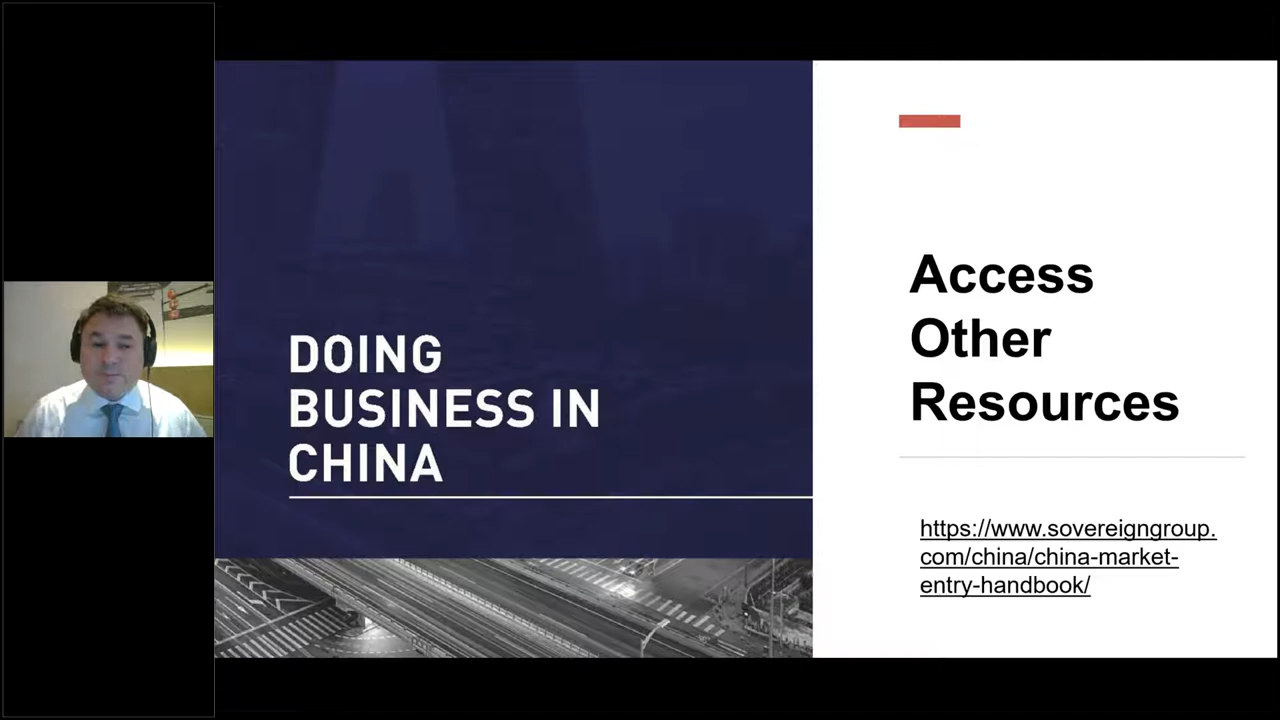 DOING
BUSINESS IN
CHINA
Access
Other
Resources
https://www.sovereigngroup.
com/china/china-market-
entry-handbook/